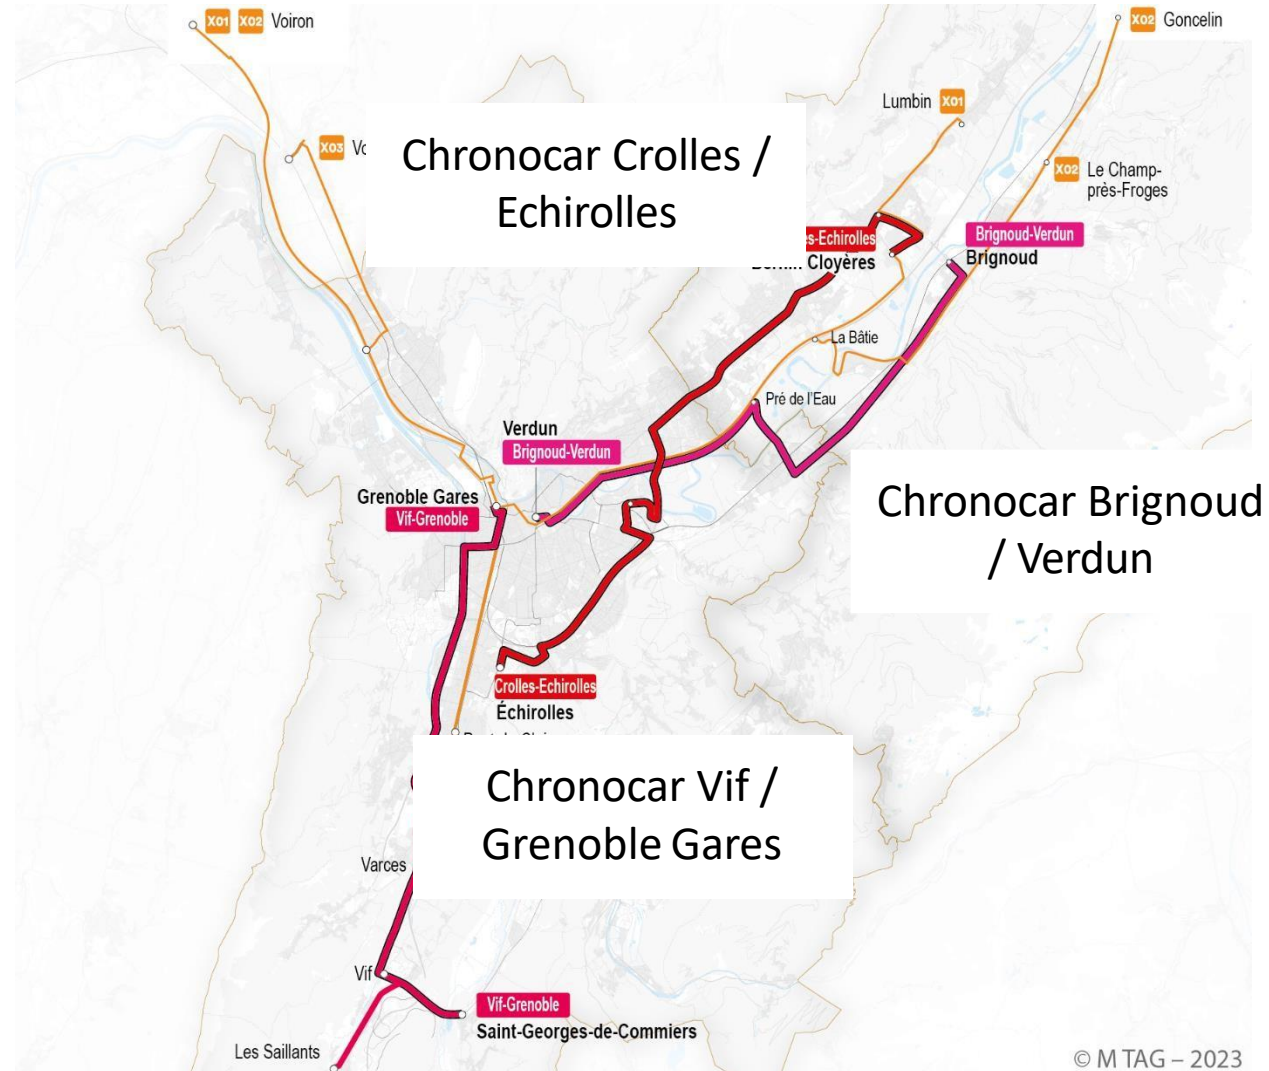 X01 X02 Voiron
X02 Goncelin
Lumbin X01
X03
Chronocar Crolles /
Echirolles
X02 Le Champ-
près-Froges
Brignoud-Verdun
Brignoud
s-Echirolles
Cloyères
La Bâtie
Pré de l'Eau
Verdun
Brignoud-Verdun
Grenoble Gares
Vif-Grenoble
Chronocar Brignoud
/ Verdun
Crolles-Echirolles
Échirolles
Chronocar Vif /
Grenoble Gares
Varces
Vif
Vif-Grenoble
Saint-Georges-de-Commiers
Les Saillants
© M TAG – 2023